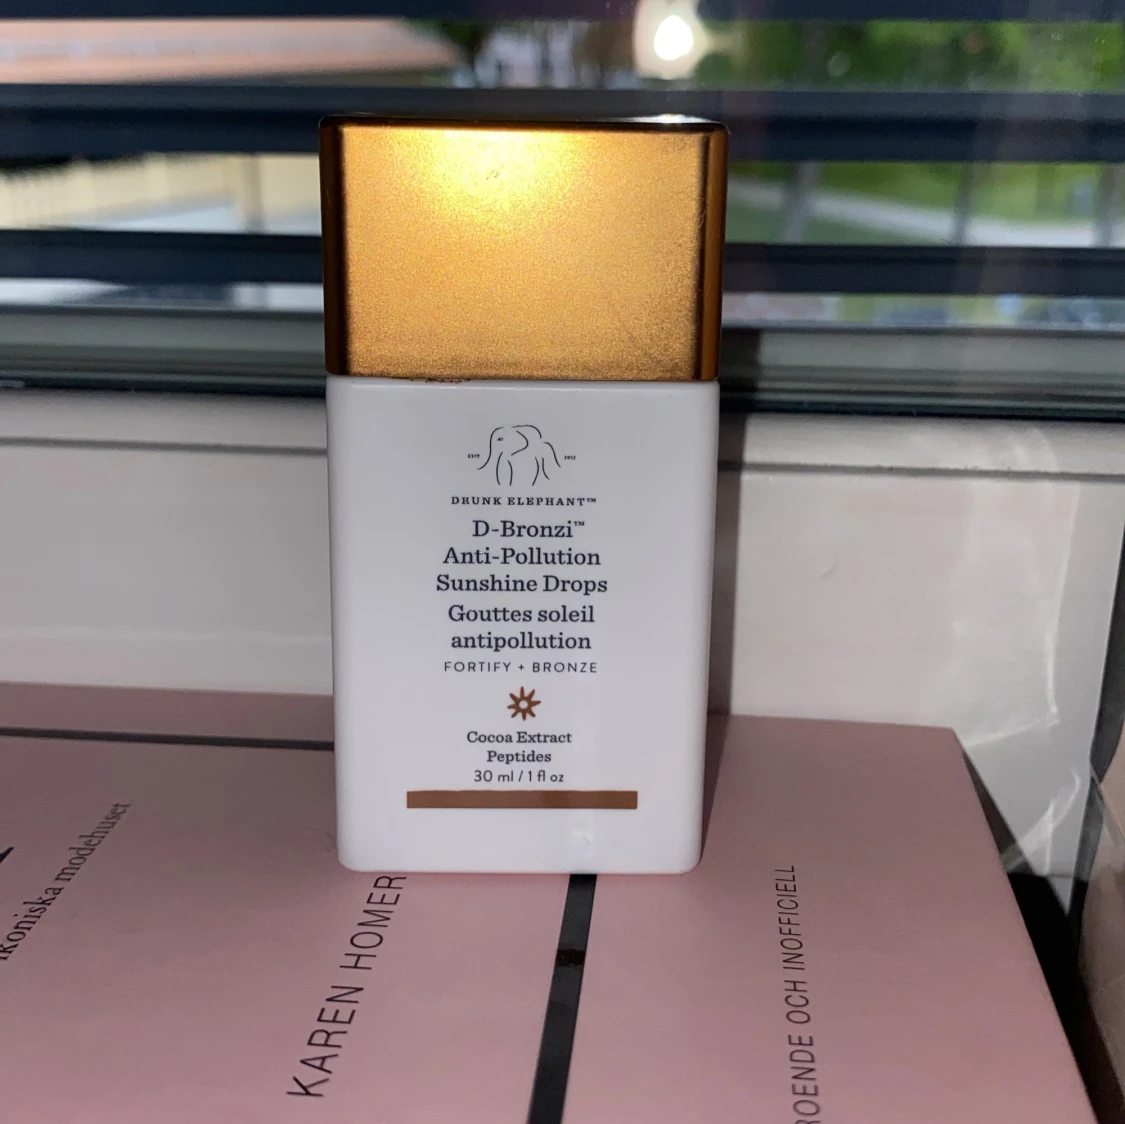 ESTD 2012
DRUNK ELEPHANT™
D-Bronzi™
Anti-Pollution
Sunshine Drops
Gouttes soleil
antipollution
FORTIFY + BRONZE
Cocoa Extract
Peptides
30 ml / 1 fl oz
ikoniska modehuset
KAREN HOMER
ROENDE OCH INOFFICIELL